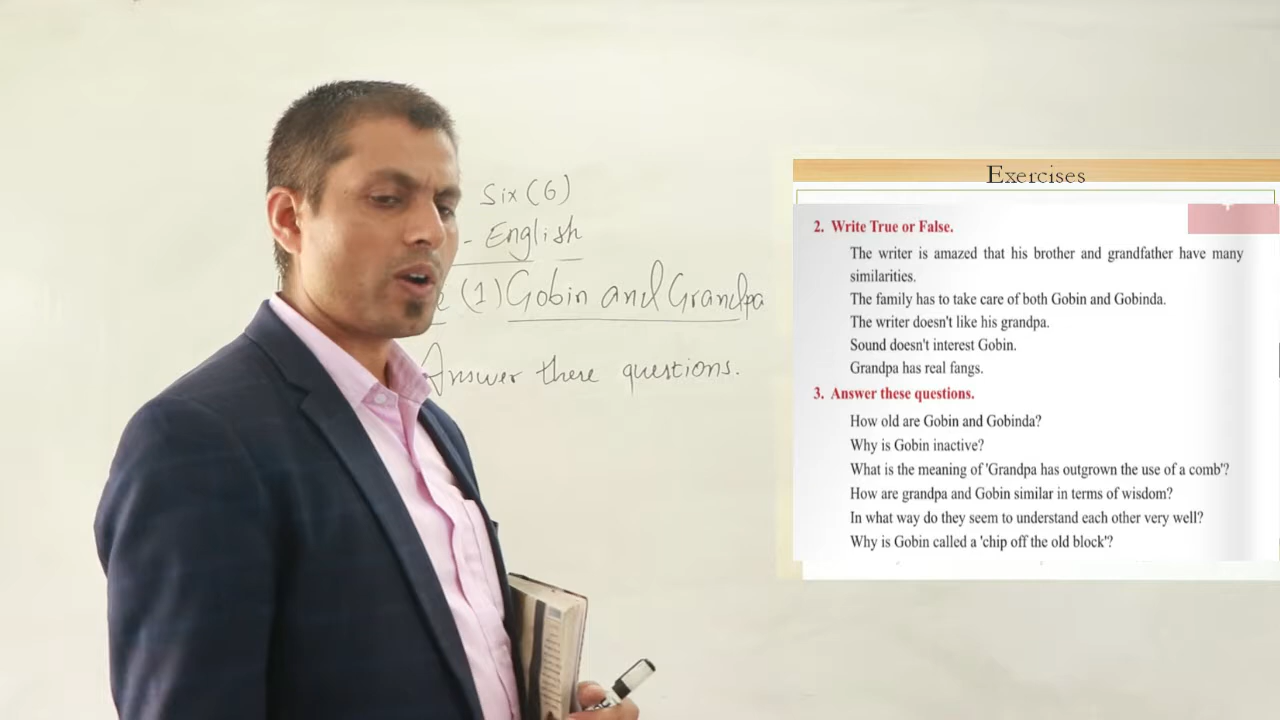 Six (6)
- English
(1) Gobin and Grandpa
Answer there questions.
Exercises
2. Write True or False.
The writer is amazed that his brother and grandfather have many
similarities.
The family has to take care of both Gobin and Gobinda.
The writer doesn't like his grandpa.
Sound doesn't interest Gobin.
Grandpa has real fangs.
3. Answer these questions.
How old are Gobin and Gobinda?
Why is Gobin inactive?
What is the meaning of 'Grandpa has outgrown the use of a comb'?
How are grandpa and Gobin similar in terms of wisdom?
In what way do they seem to understand each other very well?
Why is Gobin called a 'chip off the old block'?